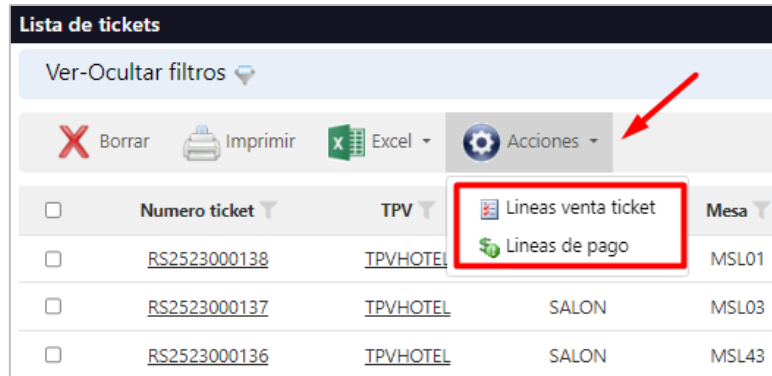 Lista de tickets
Ver-Ocultar filtros
Borrar Imprimir Excel Acciones
Lineas venta ticket
Lineas de pago
Numero ticket TPV Mesa
RS2523000138 TPVHOTEL MSL01
RS2523000137 TPVHOTEL SALON MSL03
RS2523000136 TPVHOTEL SALON MSL43